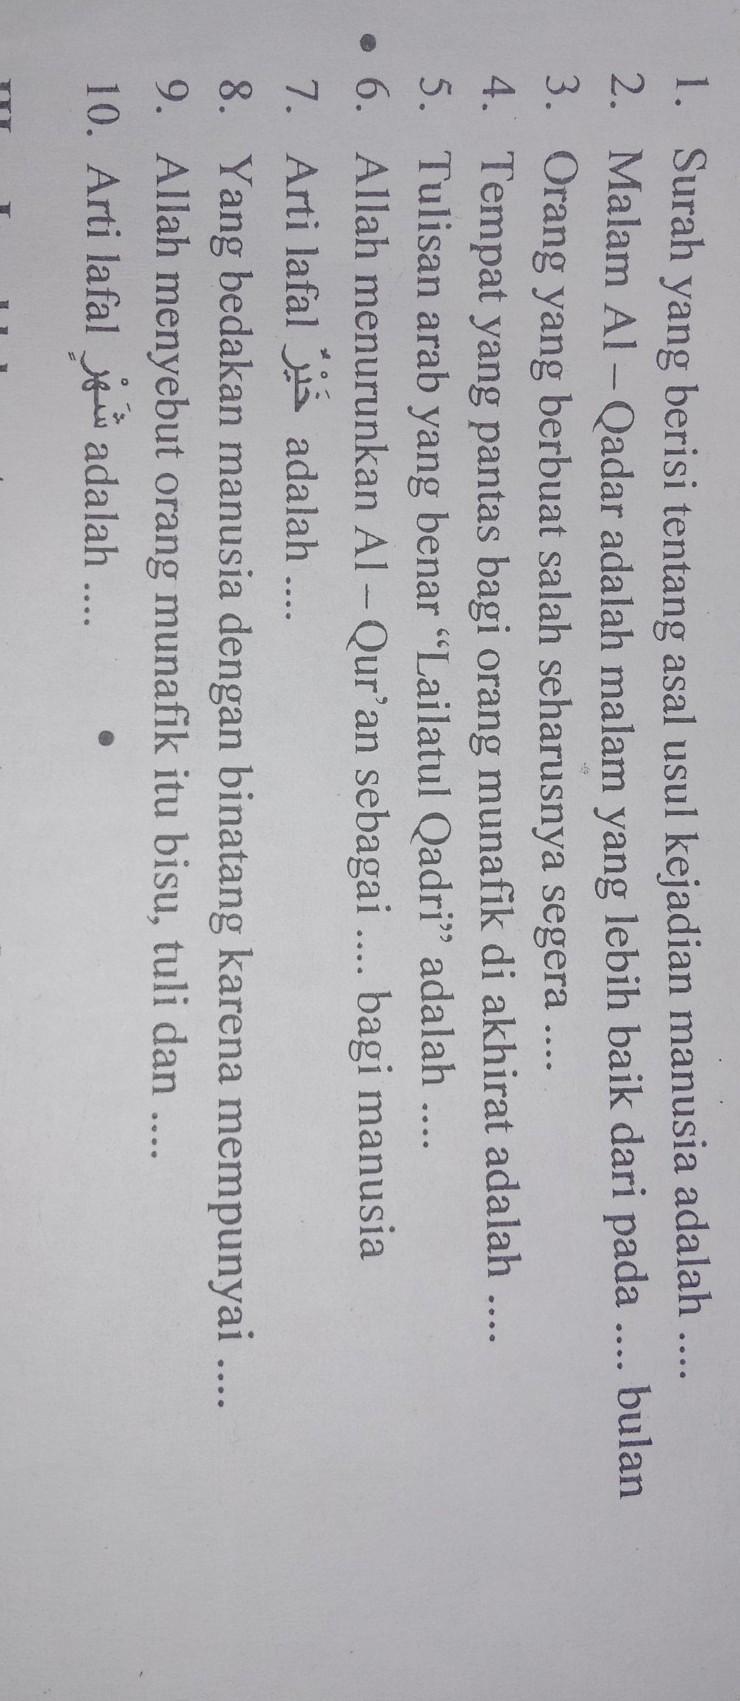 1. Surah yang berisi tentang asal usul kejadian manusia adalah ....
2. Malam Al – Qadar adalah malam yang lebih baik dari pada .... bulan
3. Orang yang berbuat salah seharusnya segera ....
4. Tempat yang pantas bagi orang munafik di akhirat adalah ....
5. Tulisan arab yang benar “Lailatul Qadri” adalah ....
6. Allah menurunkan Al – Qur’an sebagai .... bagi manusia
7. Arti lafal خَيْرٌ adalah ....
8. Yang bedakan manusia dengan binatang karena mempunyai ....
9. Allah menyebut orang munafik itu bisu, tuli dan ....
10. Arti lafal شَهْرٍ adalah ....